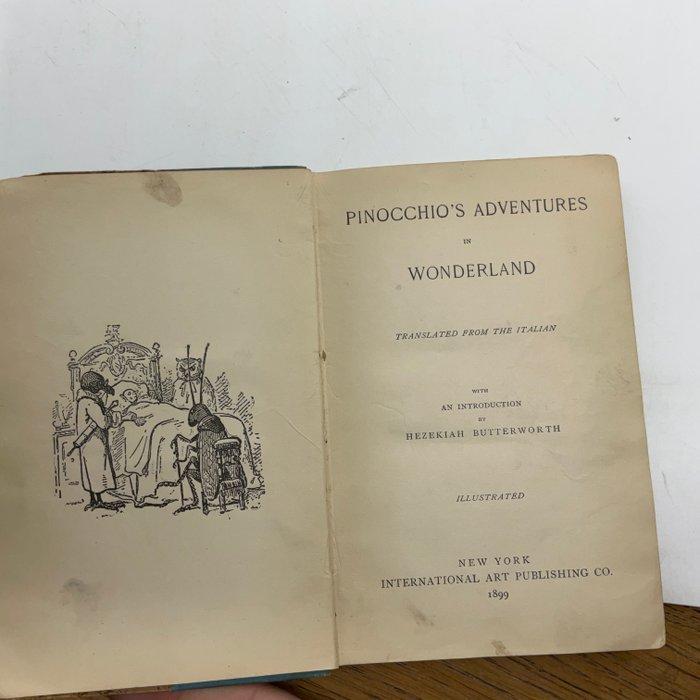 PINOCCHIO'S ADVENTURES
IN
WONDERLAND
TRANSLATED FROM THE ITALIAN
WITH
AN INTRODUCTION
BY
HEZEKIAH BUTTERWORTH
ILLUSTRATED
NEW YORK
INTERNATIONAL ART PUBLISHING CO.
1899